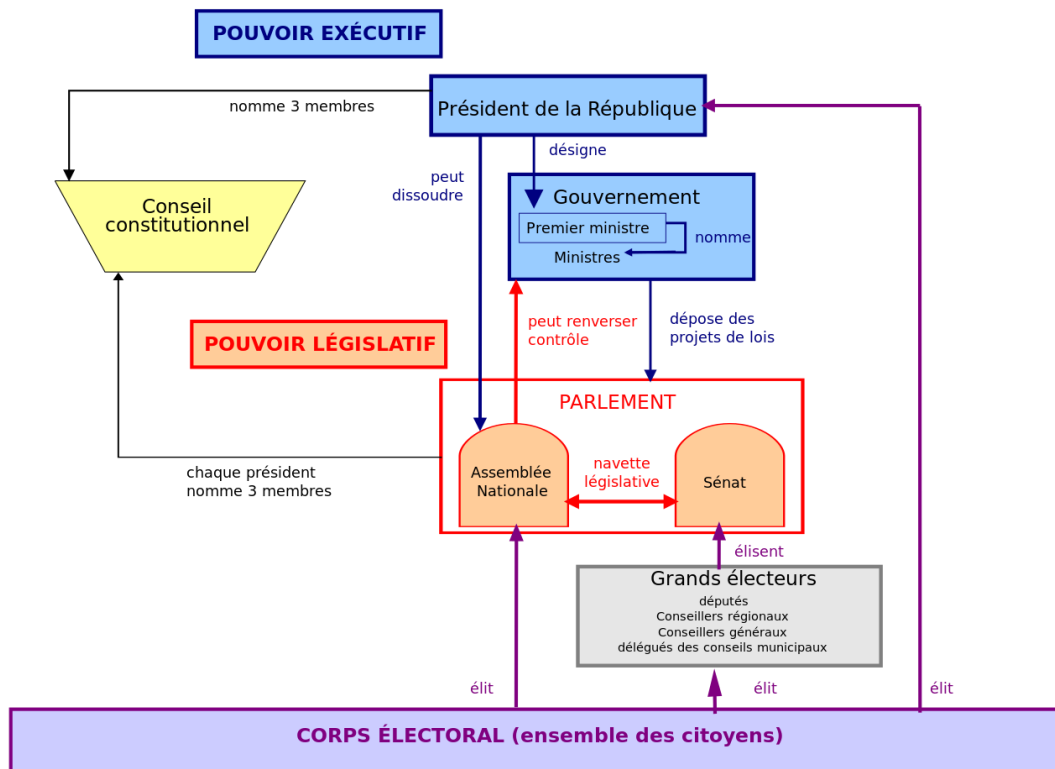 POUVOIR EXÉCUTIF
nomme 3 membres
Président de la République
désigne
peut
dissoudre
Conseil
constitutionnel
Gouvernement
Premier ministre
nomme
Ministres
peut renverser
contrôle
dépose des
projets de lois
POUVOIR LÉGISLATIF
PARLEMENT
chaque président
nomme 3 membres
Assemblée
Nationale
navette
législative
Sénat
élisent
Grands électeurs
députés
Conseillers régionaux
Conseillers généraux
délégués des conseils municipaux
élit
élit
élit
CORPS ÉLECTORAL (ensemble des citoyens)